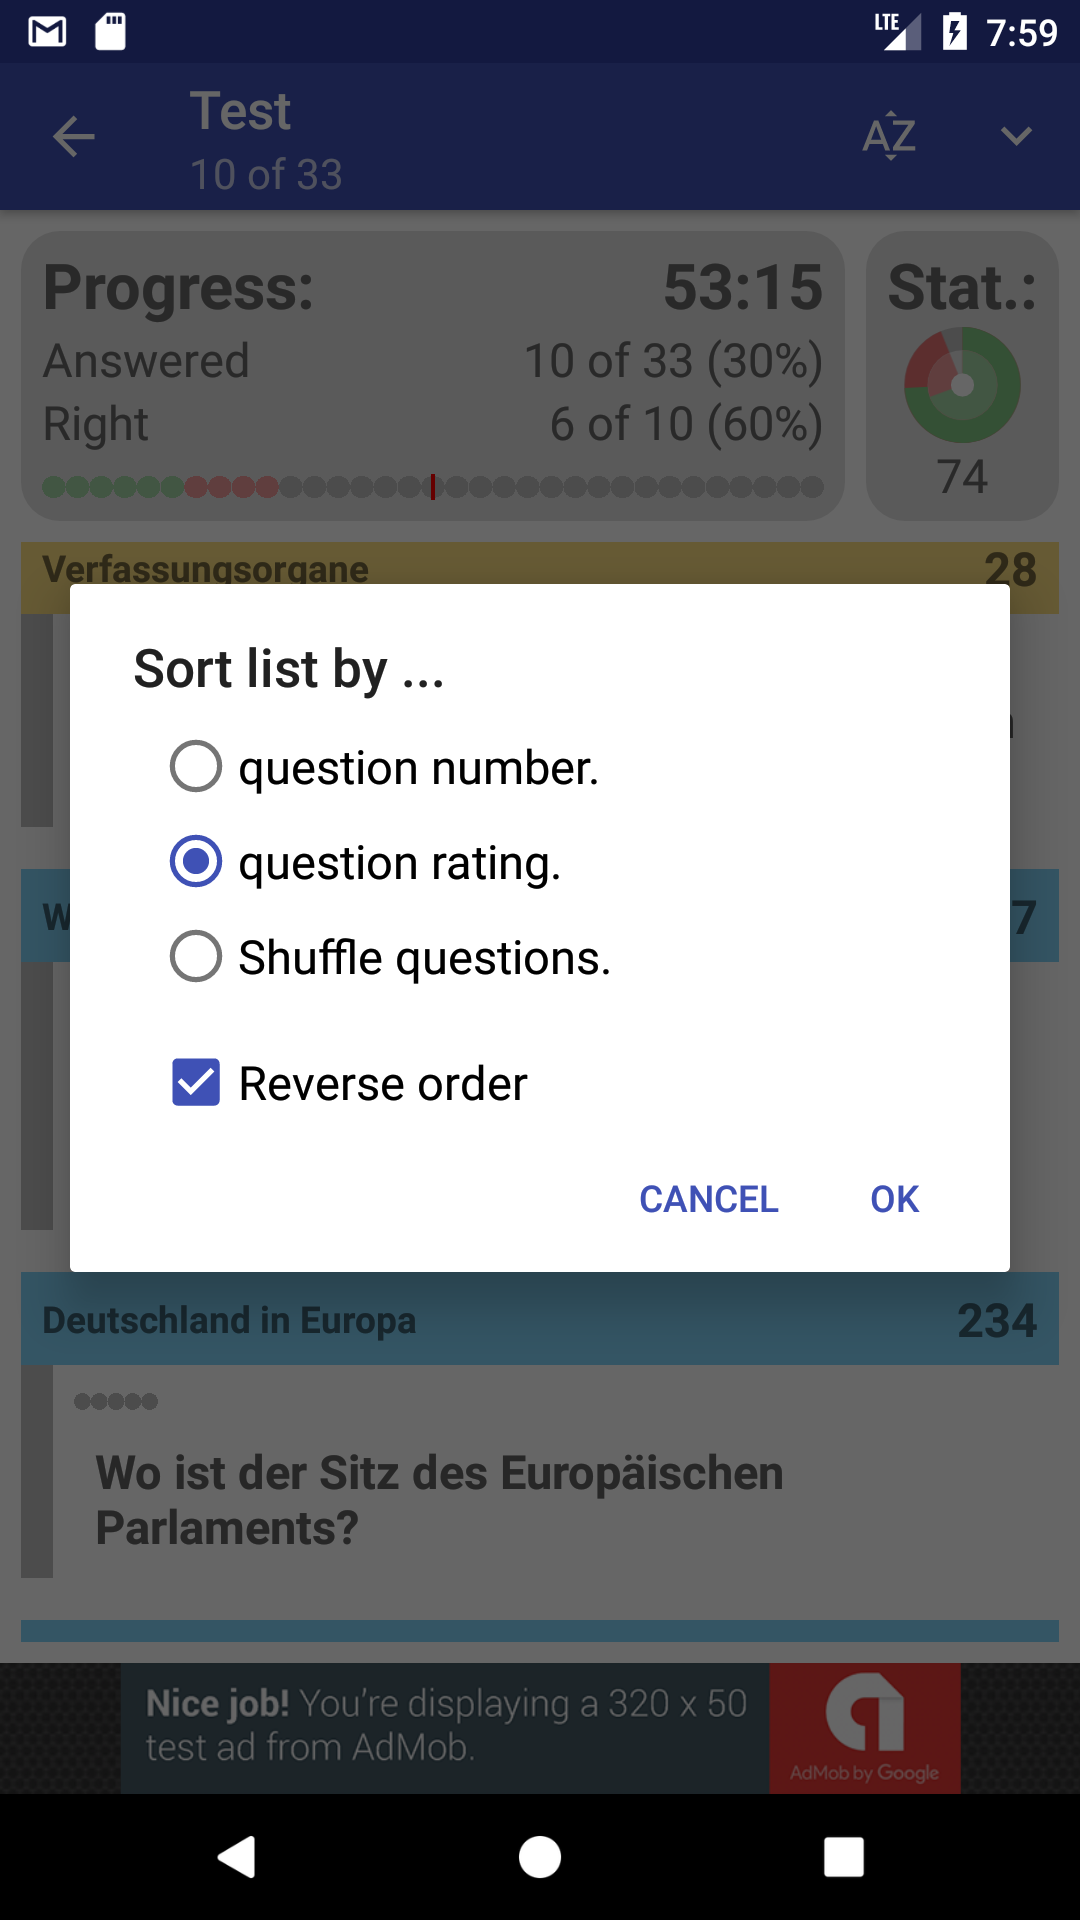 LTE 7:59
Test
10 of 33
AZ
Progress: 53:15
Answered 10 of 33 (30%)
Right 6 of 10 (60%)
Stat.:
74
Verfassungsorgane 28
Sort list by ...
question number.
question rating.
Shuffle questions.
Reverse order
CANCEL OK
W 7
Deutschland in Europa 234
Wo ist der Sitz des Europäischen
Parlaments?
Nice job! You're displaying a 320 x 50
test ad from AdMob.
AdMob by Google